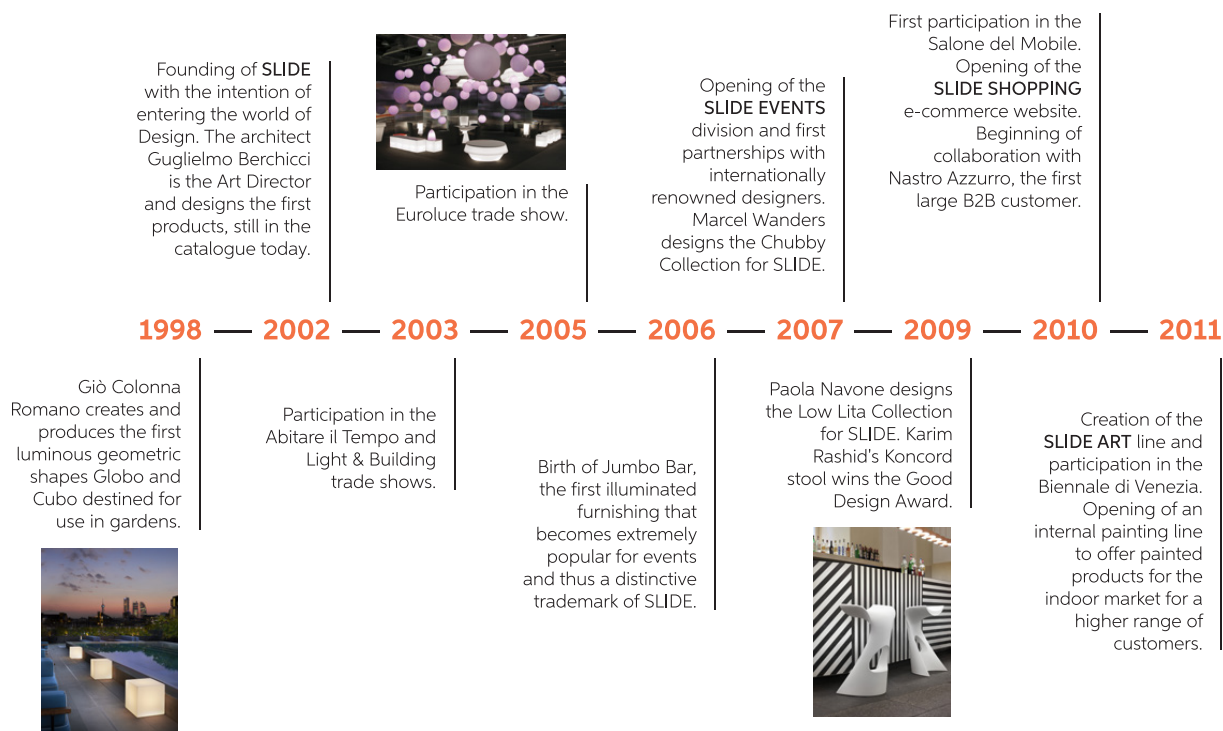 Founding of SLIDE
with the intention of
entering the world of
Design. The architect
Guglielmo Berchicci
is the Art Director
and designs the first
products, still in the
catalogue today.
Participation in the
Euroluce trade show.
Opening of the
SLIDE EVENTS
division and first
partnerships with
internationally
renowned designers.
Marcel Wanders
designs the Chubby
Collection for SLIDE.
First participation in the
Salone del Mobile.
Opening of the
SLIDE SHOPPING
e-commerce website.
Beginning of
collaboration with
Nastro Azzurro, the first
large B2B customer.
1998 — 2002 — 2003 — 2005 — 2006 — 2007 — 2009 — 2010 — 2011
Giò Colonna
Romano creates and
produces the first
luminous geometric
shapes Globo and
Cubo destined for
use in gardens.
Participation in the
Abitare il Tempo and
Light & Building
trade shows.
Birth of Jumbo Bar,
the first illuminated
furnishing that
becomes extremely
popular for events
and thus a distinctive
trademark of SLIDE.
Paola Navone designs
the Low Lita Collection
for SLIDE. Karim
Rashid's Koncord
stool wins the Good
Design Award.
Creation of the
SLIDE ART line and
participation in the
Biennale di Venezia.
Opening of an
internal painting line
to offer painted
products for the
indoor market for a
higher range of
customers.